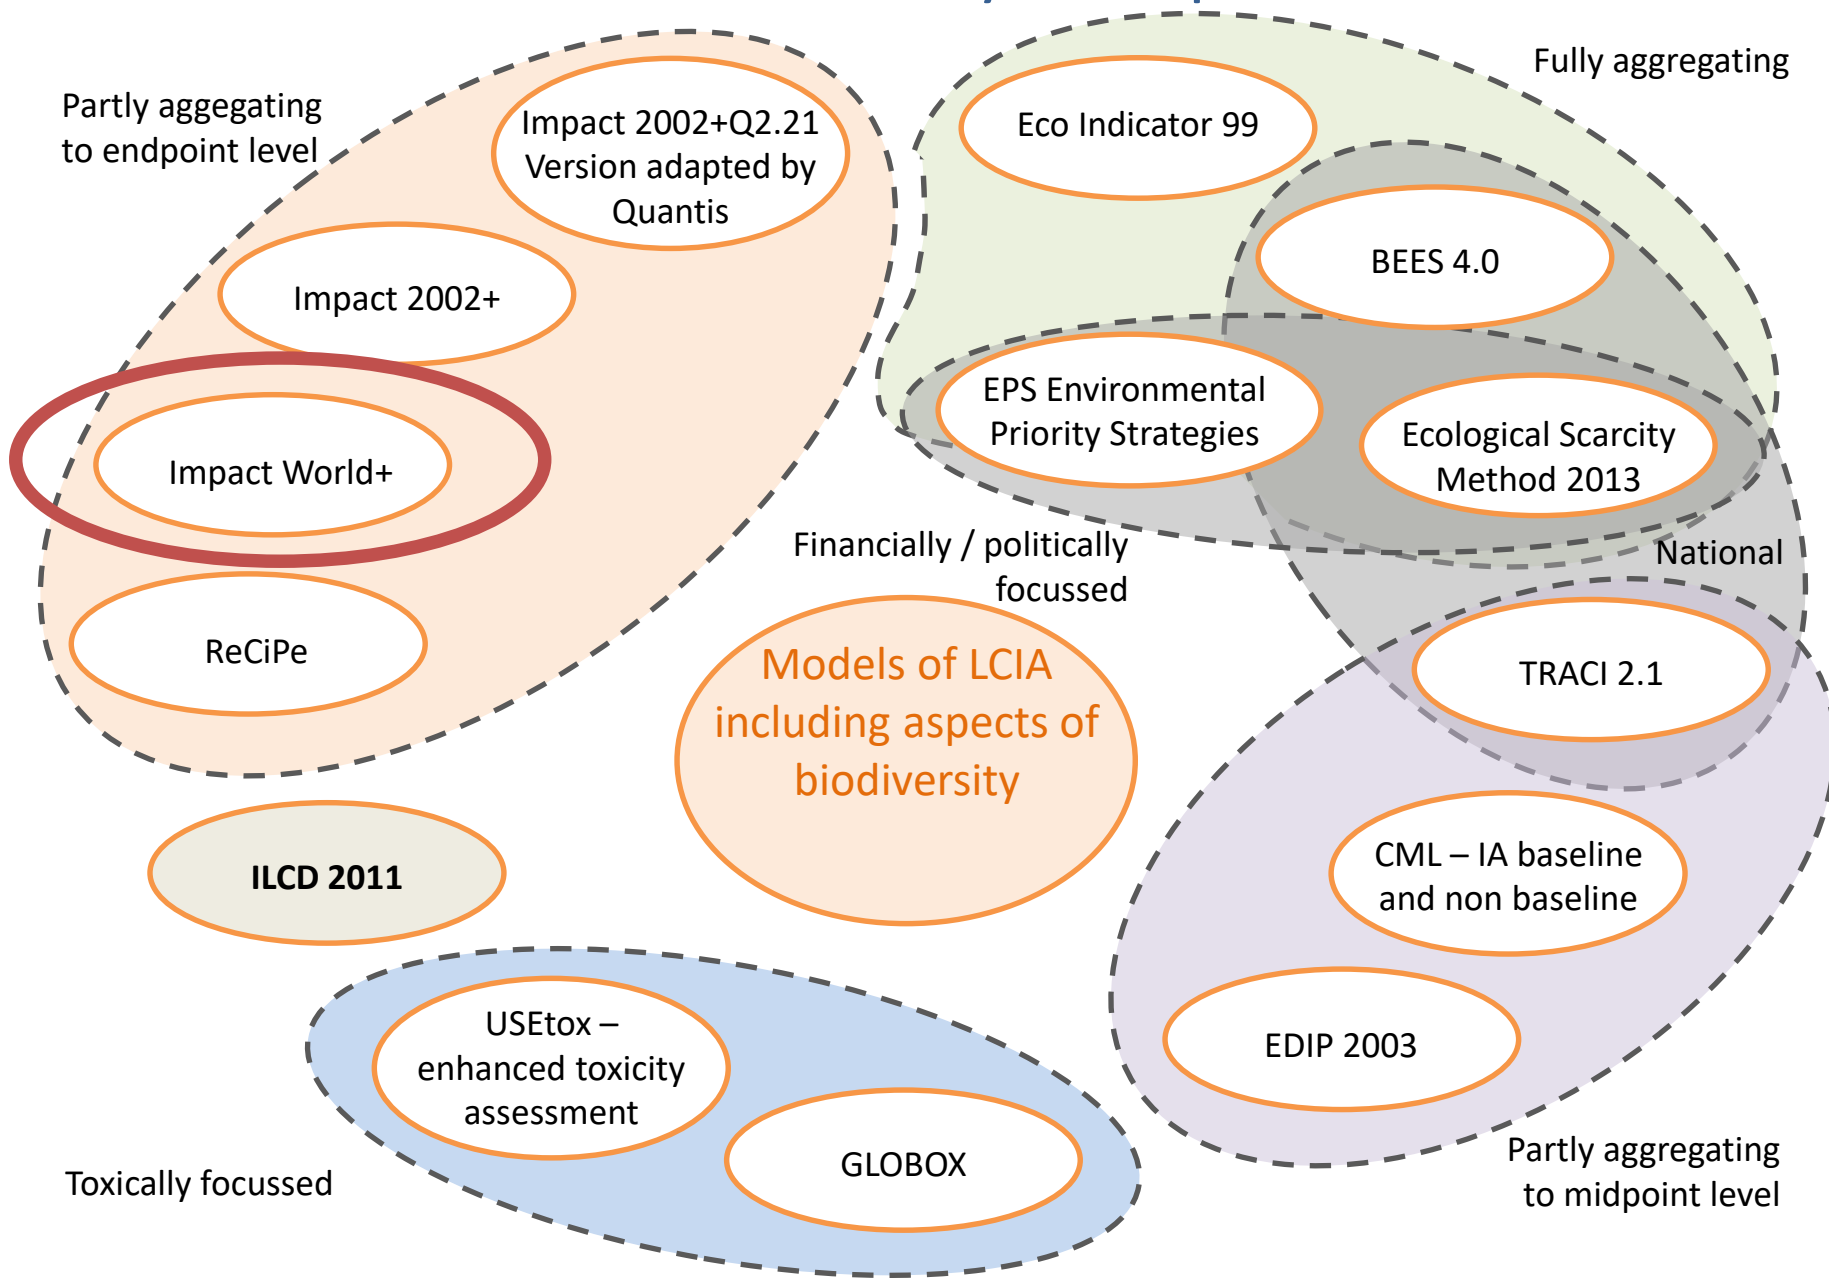 Fully aggregating
Partly aggegating
to endpoint level
Impact 2002+Q2.21
Version adapted by
Quantis
Eco Indicator 99
BEES 4.0
Impact 2002+
EPS Environmental
Priority Strategies
Ecological Scarcity
Method 2013
Impact World+
Financially / politically
focussed
National
ReCiPe
Models of LCIA
including aspects of
biodiversity
TRACI 2.1
CML – IA baseline
and non baseline
ILCD 2011
USEtox –
enhanced toxicity
assessment
EDIP 2003
GLOBOX
Toxically focussed
Partly aggregating
to midpoint level